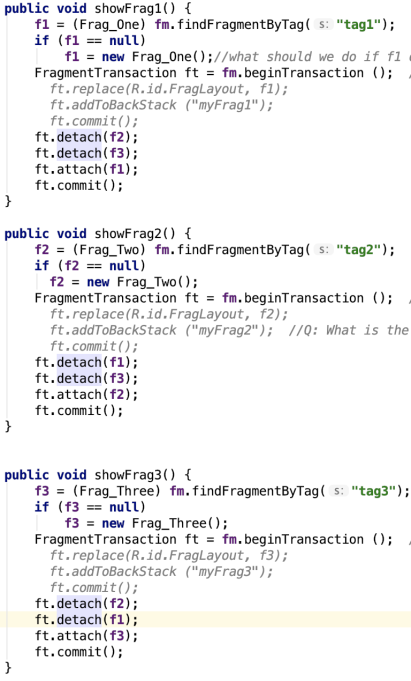 public void showFrag1() {
f1 = (Frag_One) fm.findFragmentByTag( s: "tag1");
if (f1 == null)
f1 = new Frag_One();//what should we do if f1
FragmentTransaction ft = fm.beginTransaction (); /
ft.replace(R.id.FragLayout, f1);
ft.addToBackStack ("myFrag1");
ft.commit();
ft.detach(f2);
ft.detach(f3);
ft.attach(f1);
ft.commit();
}
public void showFrag2() {
f2 = (Frag_Two) fm.findFragmentByTag( s: "tag2");
if (f2 == null)
f2 = new Frag_Two();
FragmentTransaction ft = fm.beginTransaction (); /
ft.replace(R.id.FragLayout, f2);
ft.addToBackStack ("myFrag2"); //Q: What is the
ft.commit();
ft.detach(f1);
ft.detach(f3);
ft.attach(f2);
ft.commit();
}
public void showFrag3() {
f3 = (Frag_Three) fm.findFragmentByTag( s: "tag3");
if (f3 == null)
f3 = new Frag_Three();
FragmentTransaction ft = fm.beginTransaction (); /
ft.replace(R.id.FragLayout, f3);
ft.addToBackStack ("myFrag3");
ft.commit();
ft.detach(f2);
ft.detach(f1);
ft.attach(f3);
ft.commit();
}